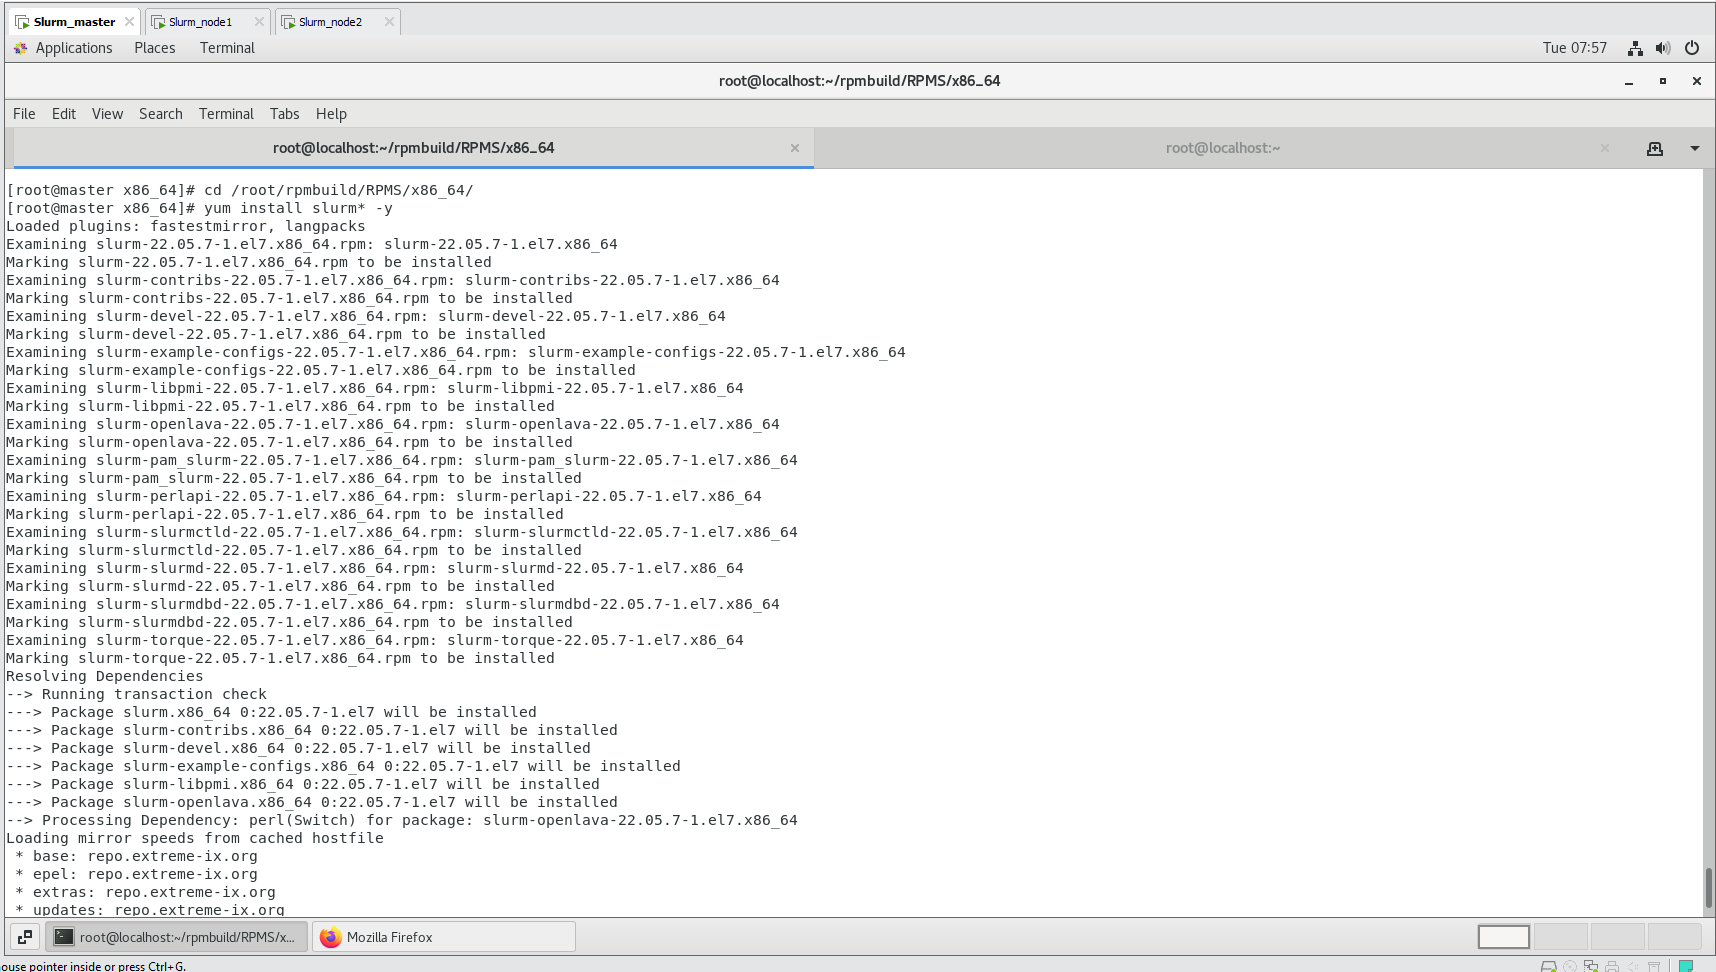 Slurm_master Slurm_node1 Slurm_node2
Applications Places Terminal Tue 07:57
root@localhost:~/rpmbuild/RPMS/x86_64
File Edit View Search Terminal Tabs Help
root@localhost:~/rpmbuild/RPMS/x86_64 root@localhost:~
[root@master x86_64]# cd /root/rpmbuild/RPMS/x86_64/
[root@master x86_64]# yum install slurm* -y
Loaded plugins: fastestmirror, langpacks
Examining slurm-22.05.7-1.el7.x86_64.rpm: slurm-22.05.7-1.el7.x86_64
Marking slurm-22.05.7-1.el7.x86_64.rpm to be installed
Examining slurm-contribs-22.05.7-1.el7.x86_64.rpm: slurm-contribs-22.05.7-1.el7.x86_64
Marking slurm-contribs-22.05.7-1.el7.x86_64.rpm to be installed
Examining slurm-devel-22.05.7-1.el7.x86_64.rpm: slurm-devel-22.05.7-1.el7.x86_64
Marking slurm-devel-22.05.7-1.el7.x86_64.rpm to be installed
Examining slurm-example-configs-22.05.7-1.el7.x86_64.rpm: slurm-example-configs-22.05.7-1.el7.x86_64
Marking slurm-example-configs-22.05.7-1.el7.x86_64.rpm to be installed
Examining slurm-libpmi-22.05.7-1.el7.x86_64.rpm: slurm-libpmi-22.05.7-1.el7.x86_64
Marking slurm-libpmi-22.05.7-1.el7.x86_64.rpm to be installed
Examining slurm-openlava-22.05.7-1.el7.x86_64.rpm: slurm-openlava-22.05.7-1.el7.x86_64
Marking slurm-openlava-22.05.7-1.el7.x86_64.rpm to be installed
Examining slurm-pam_slurm-22.05.7-1.el7.x86_64.rpm: slurm-pam_slurm-22.05.7-1.el7.x86_64
Marking slurm-pam_slurm-22.05.7-1.el7.x86_64.rpm to be installed
Examining slurm-perlapi-22.05.7-1.el7.x86_64.rpm: slurm-perlapi-22.05.7-1.el7.x86_64
Marking slurm-perlapi-22.05.7-1.el7.x86_64.rpm to be installed
Examining slurm-slurmctld-22.05.7-1.el7.x86_64.rpm: slurm-slurmctld-22.05.7-1.el7.x86_64
Marking slurm-slurmctld-22.05.7-1.el7.x86_64.rpm to be installed
Examining slurm-slurmd-22.05.7-1.el7.x86_64.rpm: slurm-slurmd-22.05.7-1.el7.x86_64
Marking slurm-slurmd-22.05.7-1.el7.x86_64.rpm to be installed
Examining slurm-slurmdbd-22.05.7-1.el7.x86_64.rpm: slurm-slurmdbd-22.05.7-1.el7.x86_64
Marking slurm-slurmdbd-22.05.7-1.el7.x86_64.rpm to be installed
Examining slurm-torque-22.05.7-1.el7.x86_64.rpm: slurm-torque-22.05.7-1.el7.x86_64
Marking slurm-torque-22.05.7-1.el7.x86_64.rpm to be installed
Resolving Dependencies
--> Running transaction check
---> Package slurm.x86_64 0:22.05.7-1.el7 will be installed
---> Package slurm-contribs.x86_64 0:22.05.7-1.el7 will be installed
---> Package slurm-devel.x86_64 0:22.05.7-1.el7 will be installed
---> Package slurm-example-configs.x86_64 0:22.05.7-1.el7 will be installed
---> Package slurm-libpmi.x86_64 0:22.05.7-1.el7 will be installed
---> Package slurm-openlava.x86_64 0:22.05.7-1.el7 will be installed
--> Processing Dependency: perl(Switch) for package: slurm-openlava-22.05.7-1.el7.x86_64
Loading mirror speeds from cached hostfile
 * base: repo.extreme-ix.org
 * epel: repo.extreme-ix.org
 * extras: repo.extreme-ix.org
 * updates: repo.extreme-ix.org
root@localhost:~/rpmbuild/RPMS/x... Mozilla Firefox
ouse pointer inside or press Ctrl+G.